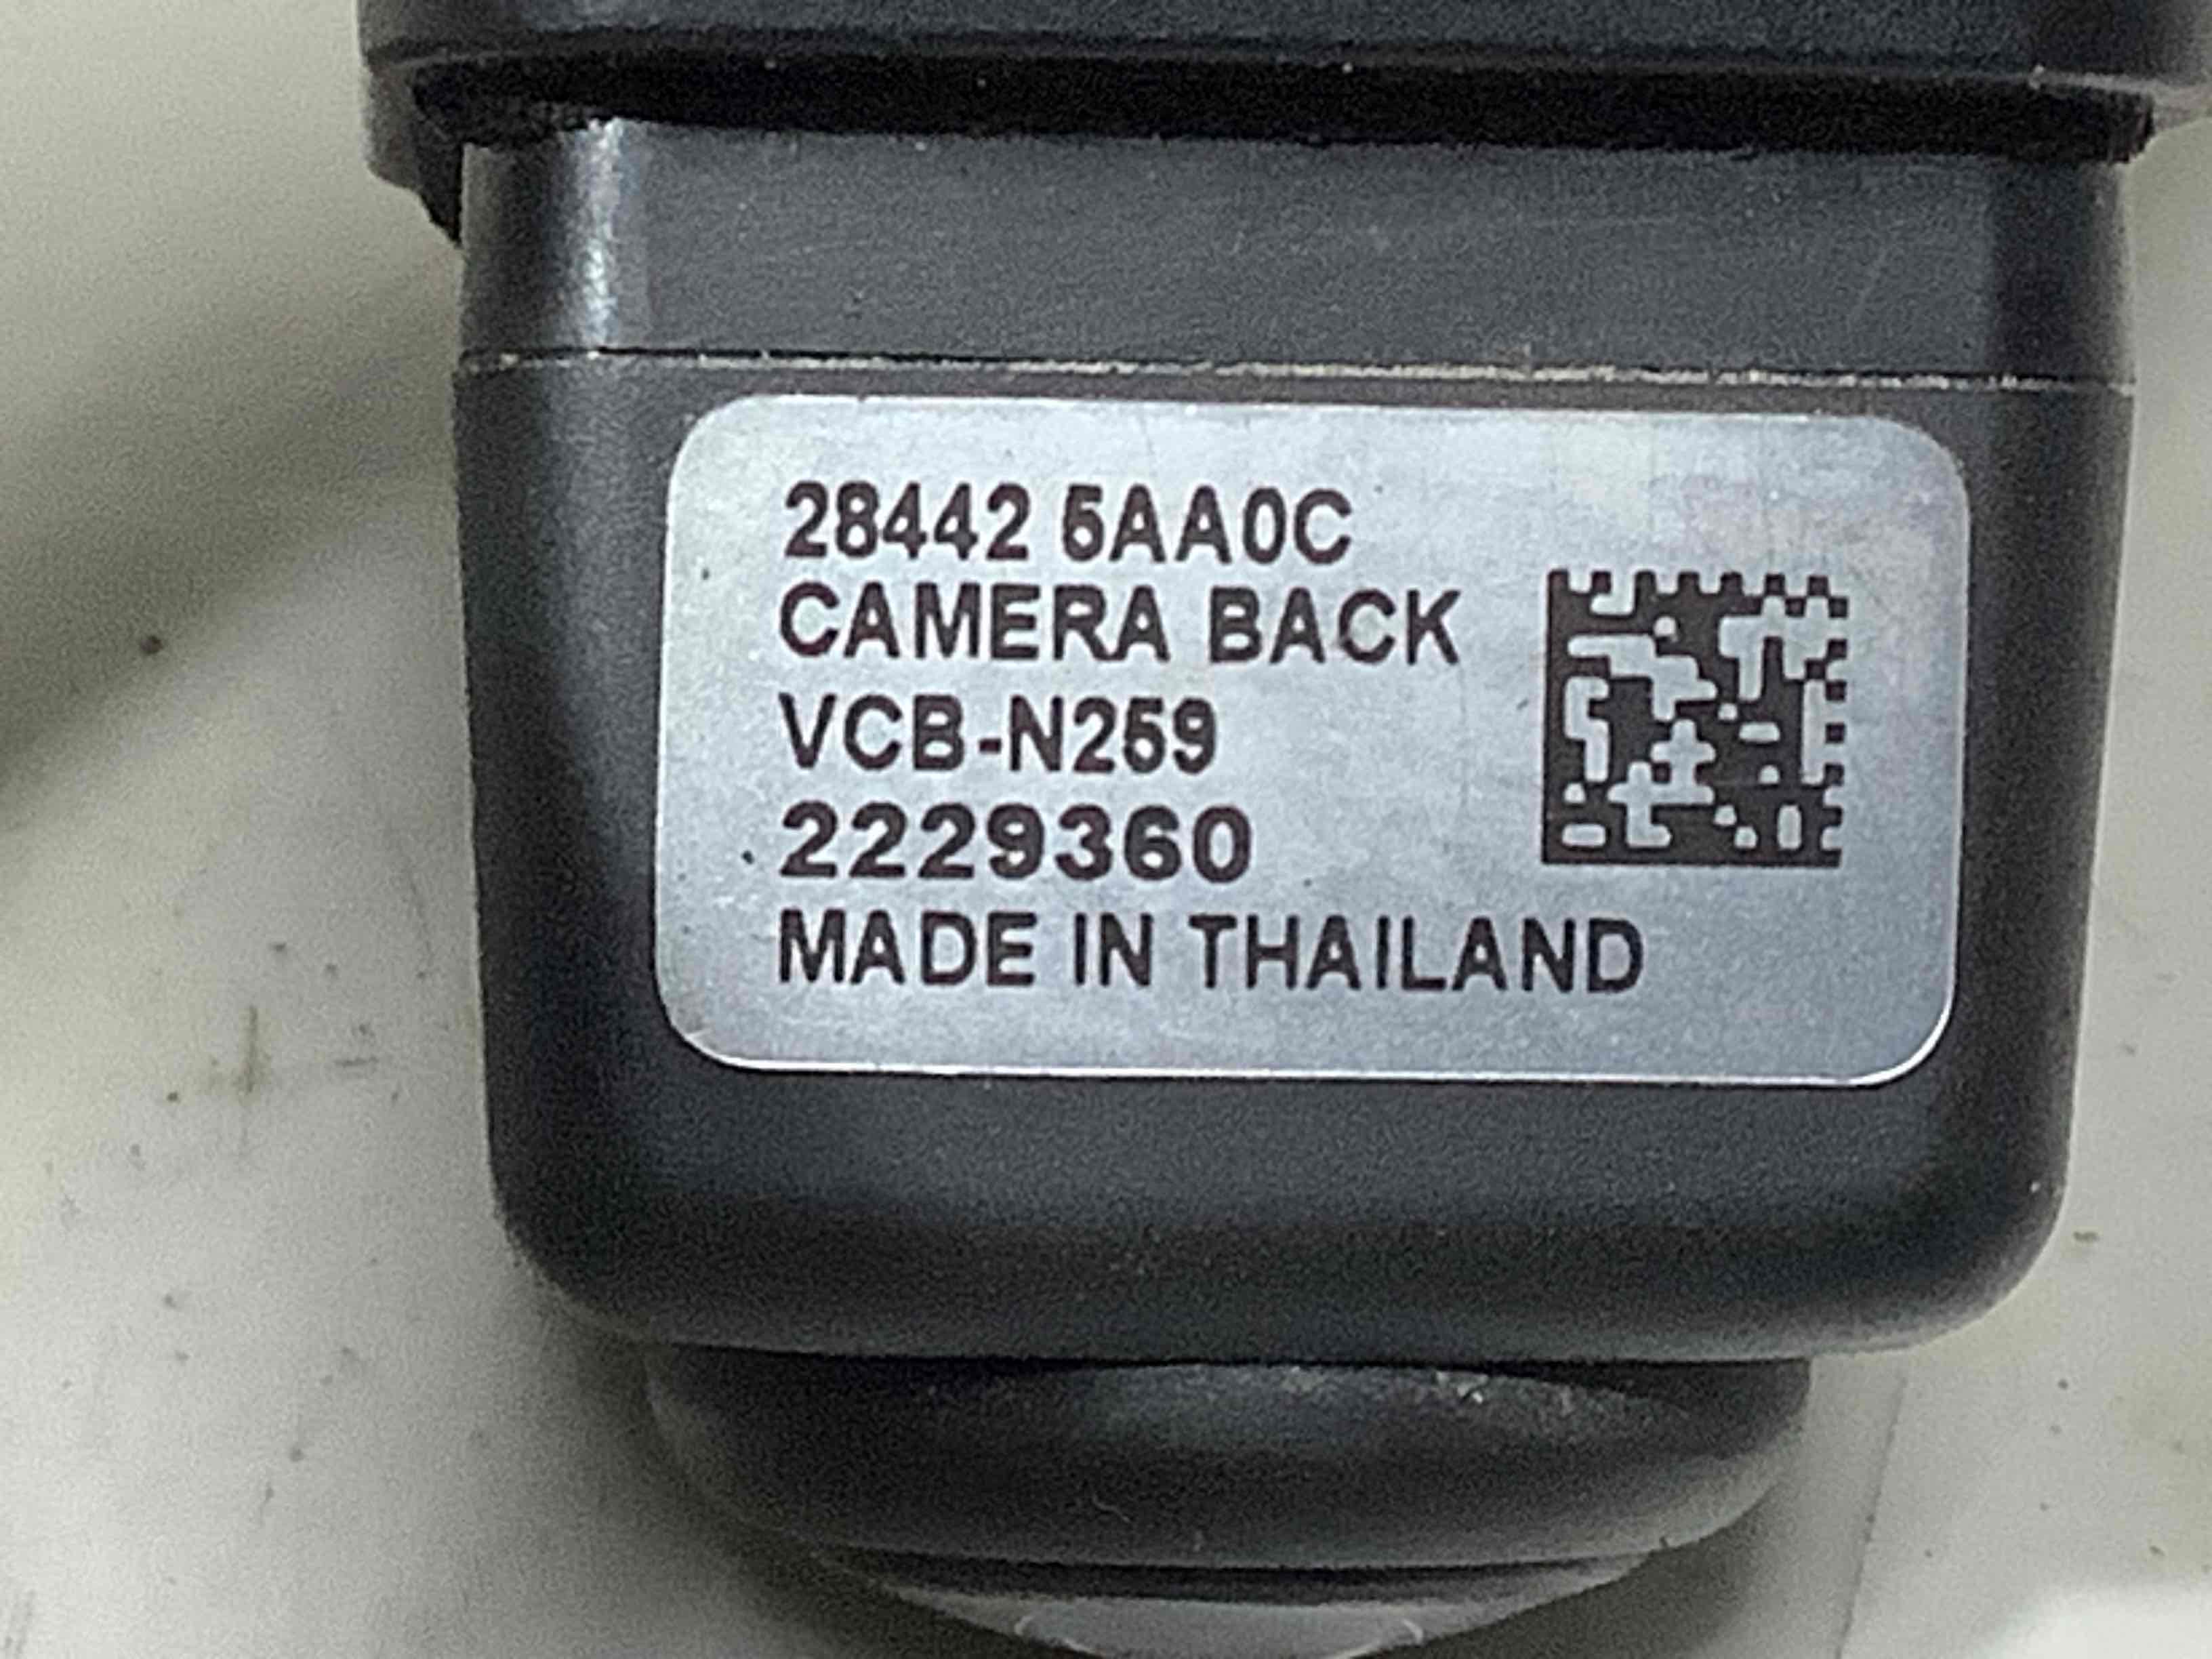 28442 5AA0C
CAMERA BACK
VCB-N259
2229360
MADE IN THAILAND